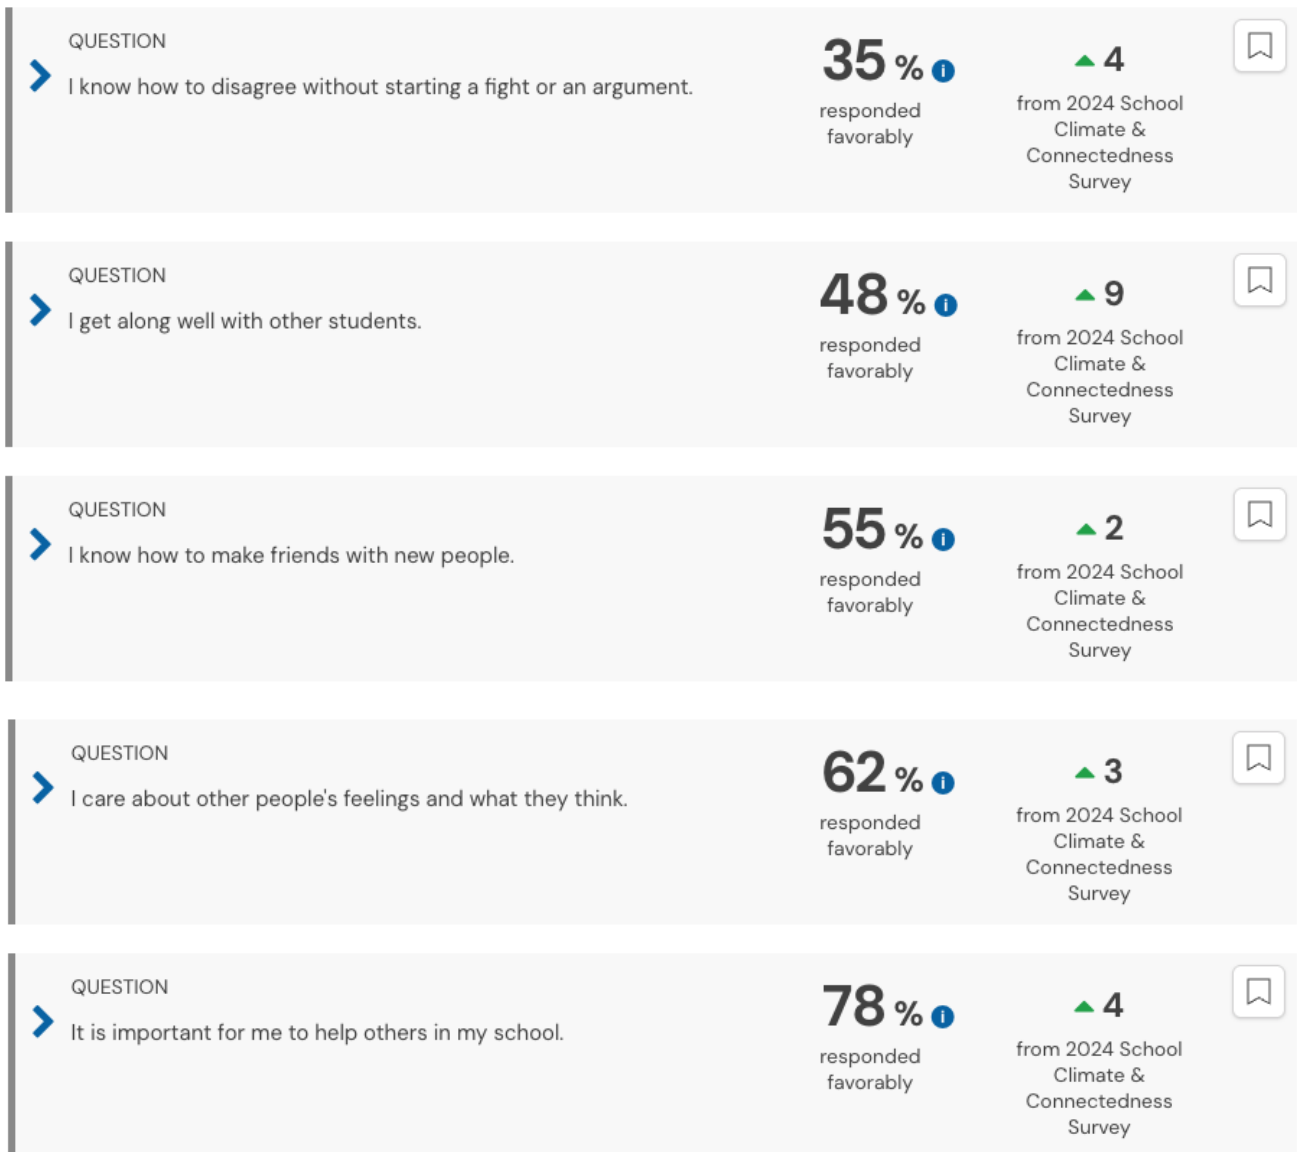 QUESTION
I know how to disagree without starting a fight or an argument.
35 % i
responded
favorably
4
from 2024 School
Climate &
Connectedness
Survey
QUESTION
I get along well with other students.
48 % i
responded
favorably
9
from 2024 School
Climate &
Connectedness
Survey
QUESTION
I know how to make friends with new people.
55 % i
responded
favorably
2
from 2024 School
Climate &
Connectedness
Survey
QUESTION
I care about other people's feelings and what they think.
62 % i
responded
favorably
3
from 2024 School
Climate &
Connectedness
Survey
QUESTION
It is important for me to help others in my school.
78 % i
responded
favorably
4
from 2024 School
Climate &
Connectedness
Survey